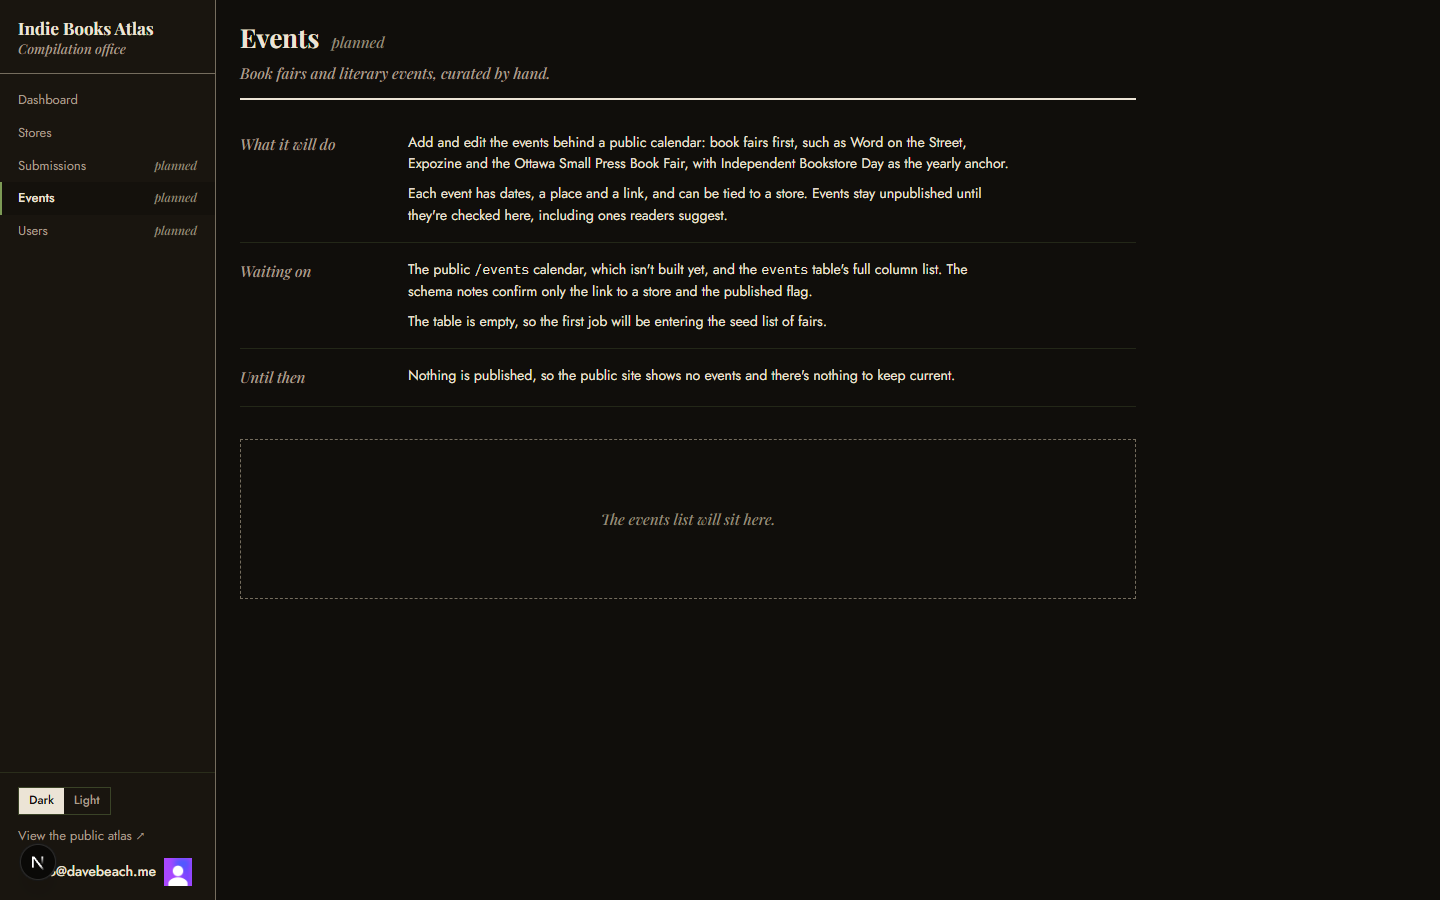 Indie Books Atlas
Compilation office
Dashboard
Stores
Submissions planned
Events planned
Users planned
Dark Light
View the public atlas ↗
N
@davebeach.me
Events planned
Book fairs and literary events, curated by hand.
What it will do
Add and edit the events behind a public calendar: book fairs first, such as Word on the Street,
Expozine and the Ottawa Small Press Book Fair, with Independent Bookstore Day as the yearly anchor.
Each event has dates, a place and a link, and can be tied to a store. Events stay unpublished until
they're checked here, including ones readers suggest.
Waiting on
The public /events calendar, which isn't built yet, and the events table's full column list. The
schema notes confirm only the link to a store and the published flag.
The table is empty, so the first job will be entering the seed list of fairs.
Until then
Nothing is published, so the public site shows no events and there's nothing to keep current.
The events list will sit here.